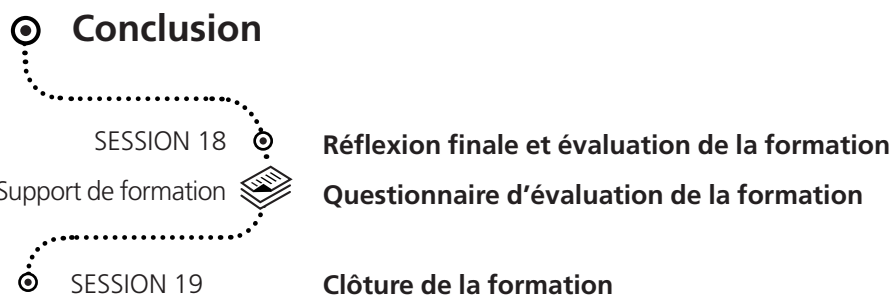 Conclusion
SESSION 18 Réflexion finale et évaluation de la formation
Support de formation Questionnaire d'évaluation de la formation
SESSION 19 Clôture de la formation